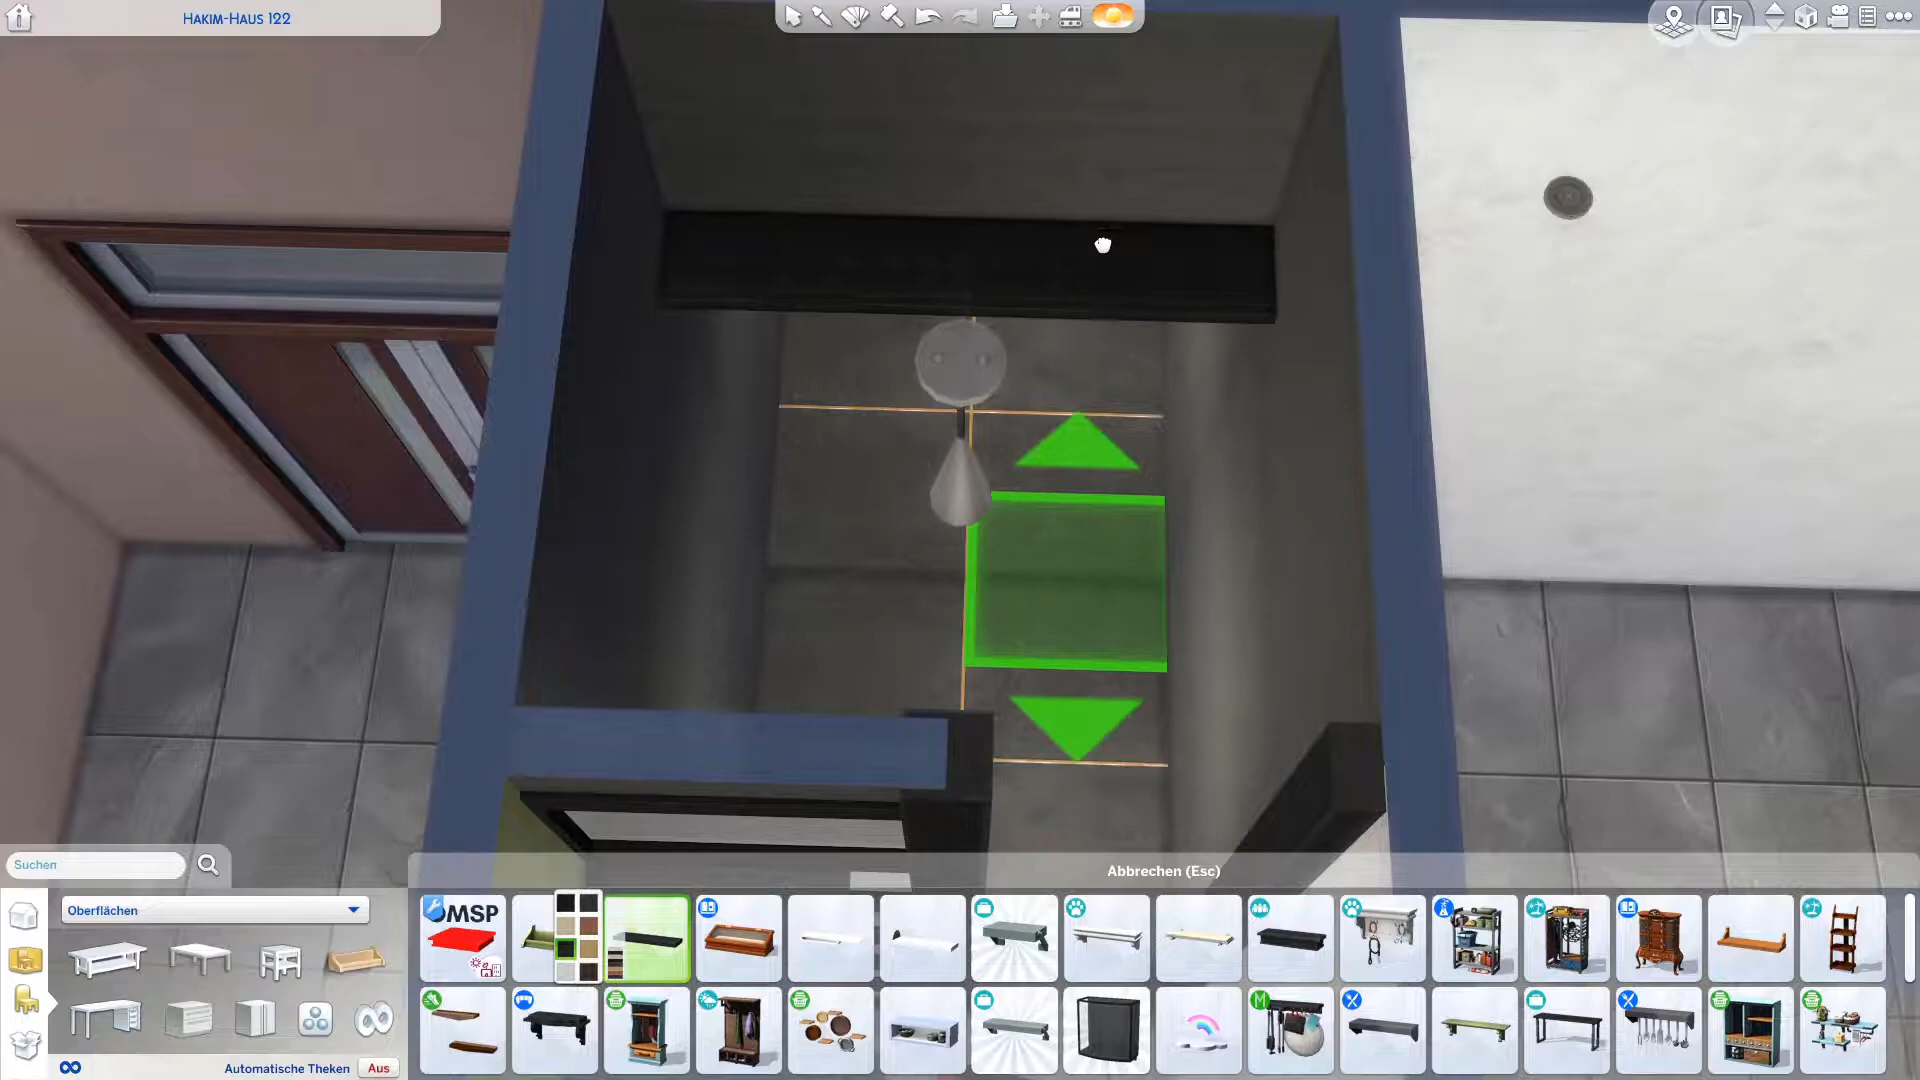 HAKIM-HAUS 122
Suchen
Abbrechen (Esc)
Oberflächen
MSP
M
Automatische Theken
Aus